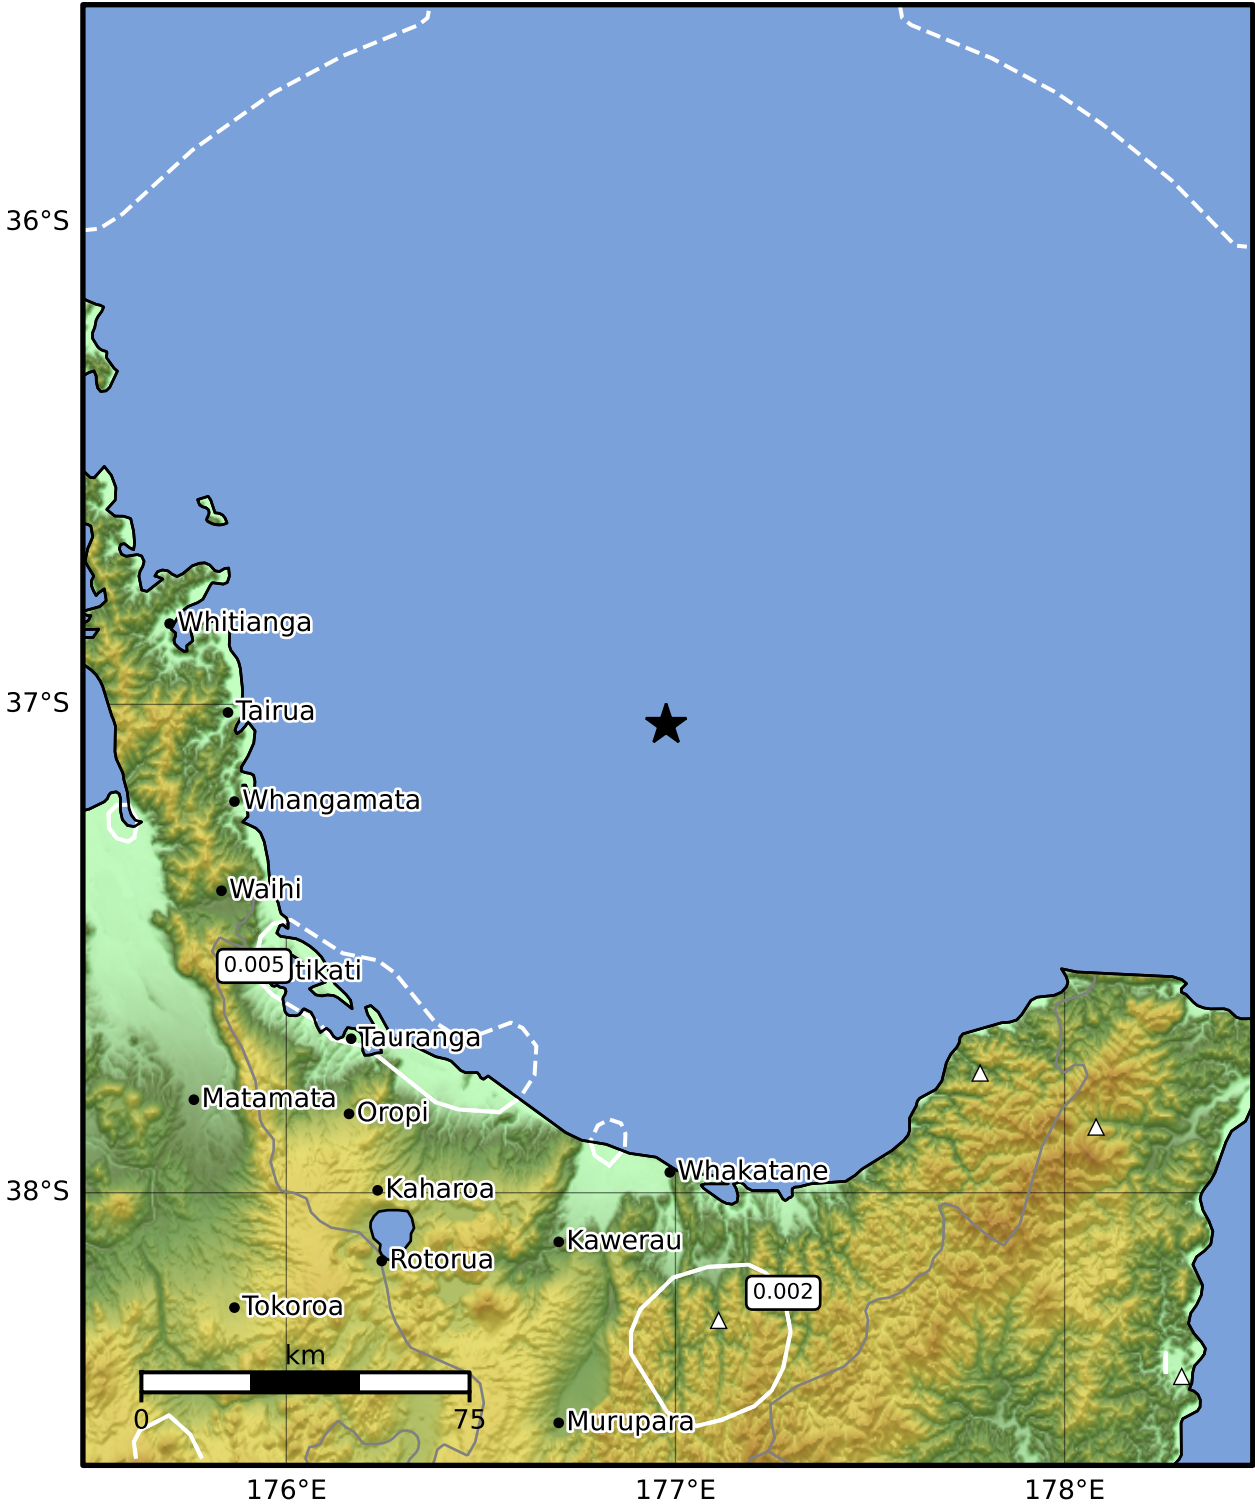 36°S
Whitianga
37°S
Tairua
Whangamata
Waihi
0.005
tikati
Tauranga
Matamata
Oropi
Whakatane
38°S
Kaharoa
Kawerau
Rotorua
0.002
Tokoroa
km
0
75
Murupara
176°E
177°E
178°E